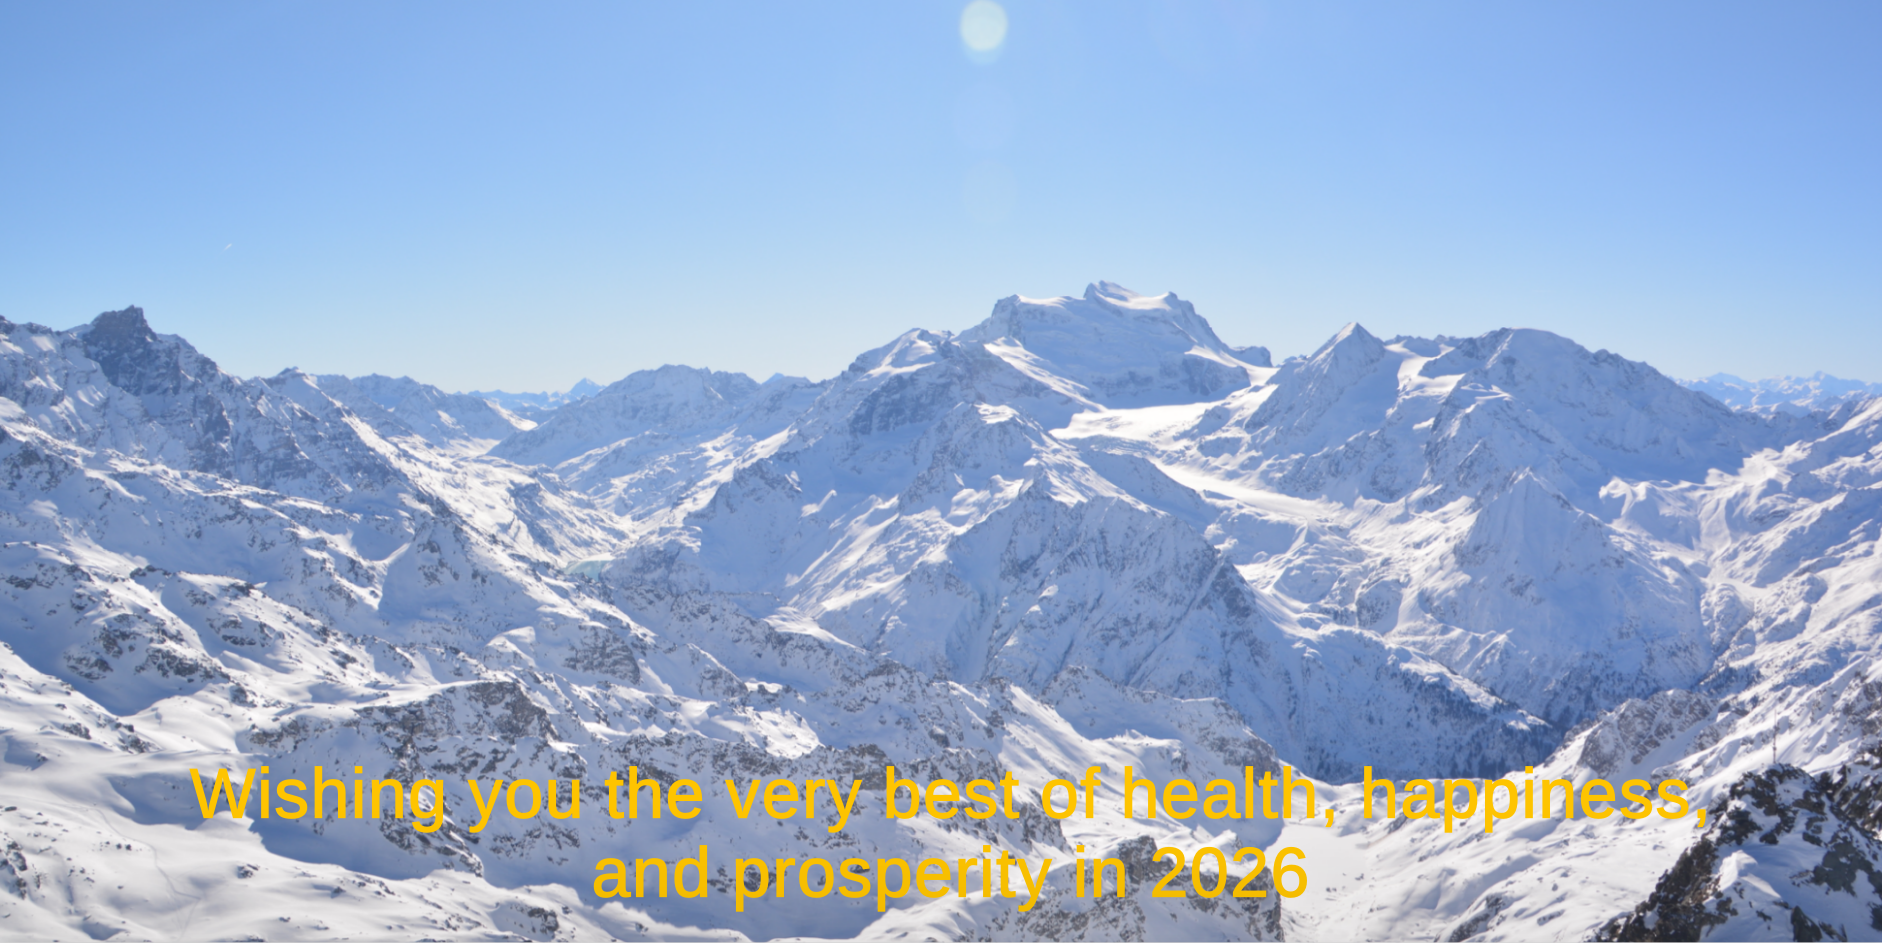 Wishing you the very best of health, happiness,
and prosperity in 2026